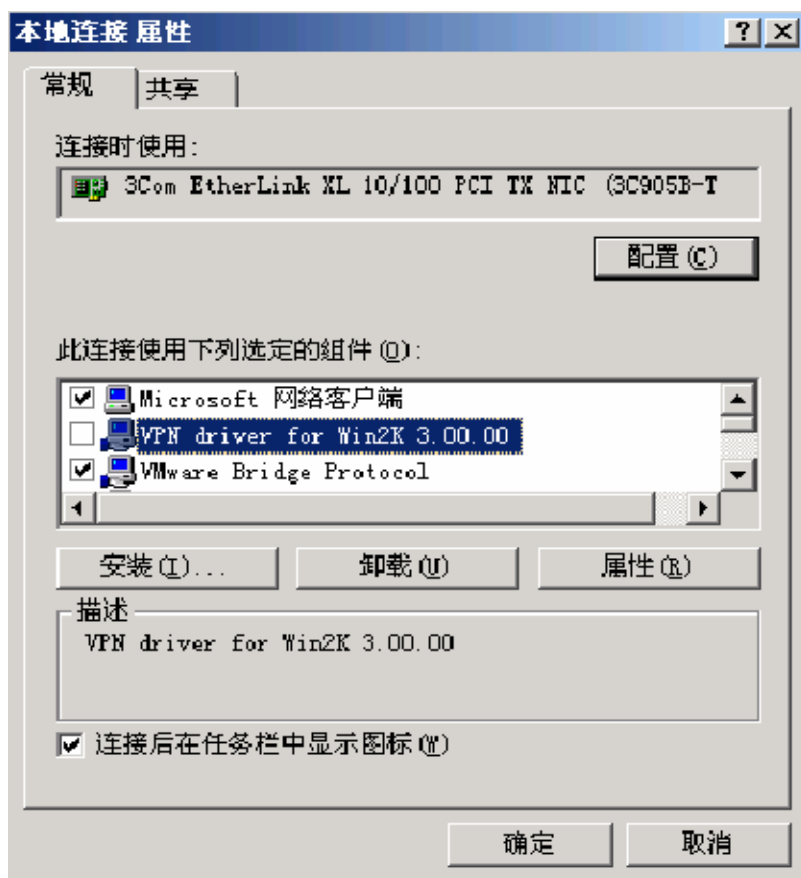 本地连接 属性
常规 共享
连接时使用:
3Com EtherLink XL 10/100 PCI TX NIC (3C905B-T
配置(C)
此连接使用下列选定的组件(O):
Microsoft 网络客户端
VPN driver for Win2K 3.00.00
VMware Bridge Protocol
安装(I)... 卸载(U) 属性(R)
描述
VPN driver for Win2K 3.00.00
连接后在任务栏中显示图标(W)
确定 取消